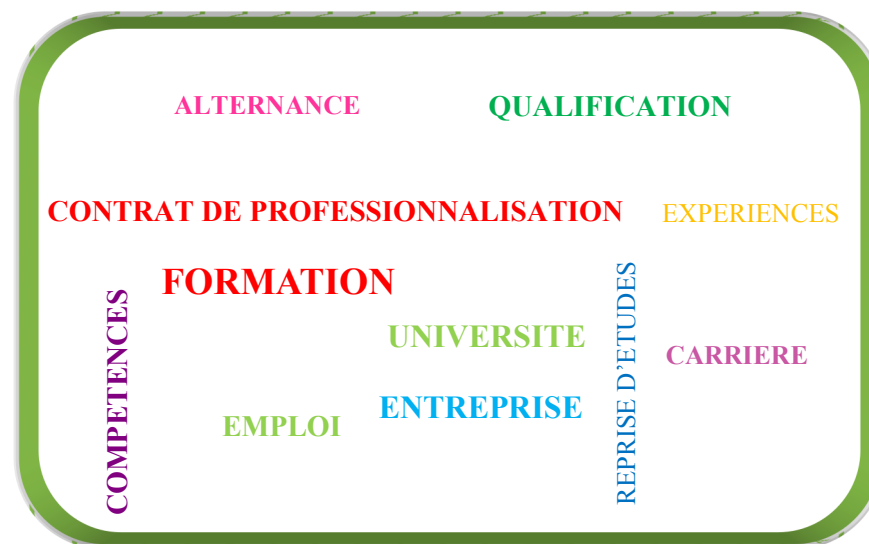 ALTERNANCE
QUALIFICATION
CONTRAT DE PROFESSIONNALISATION
EXPERIENCES
FORMATION
UNIVERSITE
CARRIERE
ENTREPRISE
EMPLOI
COMPETENCES
REPRISE D’ETUDES